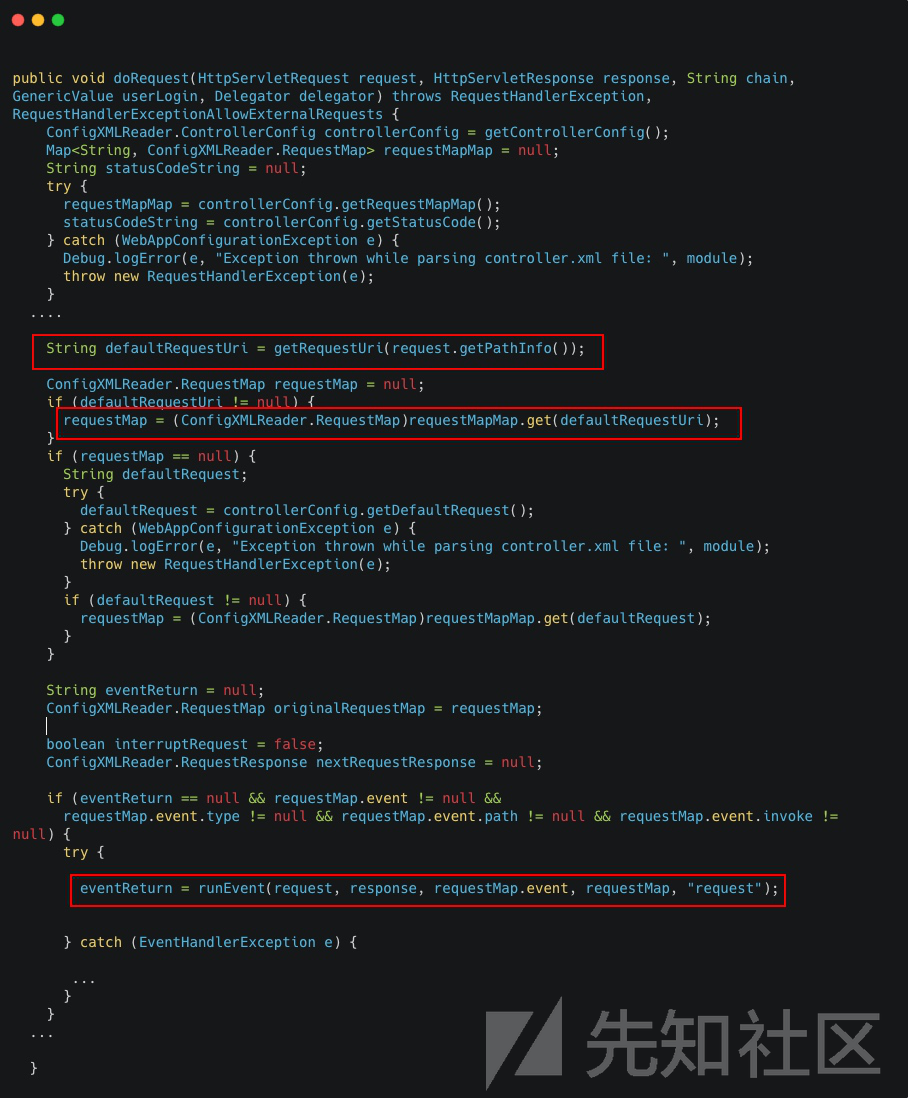 public void doRequest(HttpServletRequest request, HttpServletResponse response, String chain,
GenericValue userLogin, Delegator delegator) throws RequestHandlerException,
RequestHandlerExceptionAllowExternalRequests {
    ConfigXMLReader.ControllerConfig controllerConfig = getControllerConfig();
    Map<String, ConfigXMLReader.RequestMap> requestMapMap = null;
    String statusCodeString = null;
    try {
      requestMapMap = controllerConfig.getRequestMapMap();
      statusCodeString = controllerConfig.getStatusCode();
    } catch (WebAppConfigurationException e) {
      Debug.logError(e, "Exception thrown while parsing controller.xml file: ", module);
      throw new RequestHandlerException(e);
    }
  ....
    String defaultRequestUri = getRequestUri(request.getPathInfo());
    ConfigXMLReader.RequestMap requestMap = null;
    if (defaultRequestUri != null) {
      requestMap = (ConfigXMLReader.RequestMap)requestMapMap.get(defaultRequestUri);
    }
    if (requestMap == null) {
      String defaultRequest;
      try {
        defaultRequest = controllerConfig.getDefaultRequest();
      } catch (WebAppConfigurationException e) {
        Debug.logError(e, "Exception thrown while parsing controller.xml file: ", module);
        throw new RequestHandlerException(e);
      }
      if (defaultRequest != null) {
        requestMap = (ConfigXMLReader.RequestMap)requestMapMap.get(defaultRequest);
      }
    }
    String eventReturn = null;
    ConfigXMLReader.RequestMap originalRequestMap = requestMap;
    boolean interruptRequest = false;
    ConfigXMLReader.RequestResponse nextRequestResponse = null;
    if (eventReturn == null && requestMap.event != null &&
      requestMap.event.type != null && requestMap.event.path != null && requestMap.event.invoke !=
null) {
      try {
        eventReturn = runEvent(request, response, requestMap.event, requestMap, "request");
      } catch (EventHandlerException e) {
       ...
      }
    }
  ...
  }
先知社区